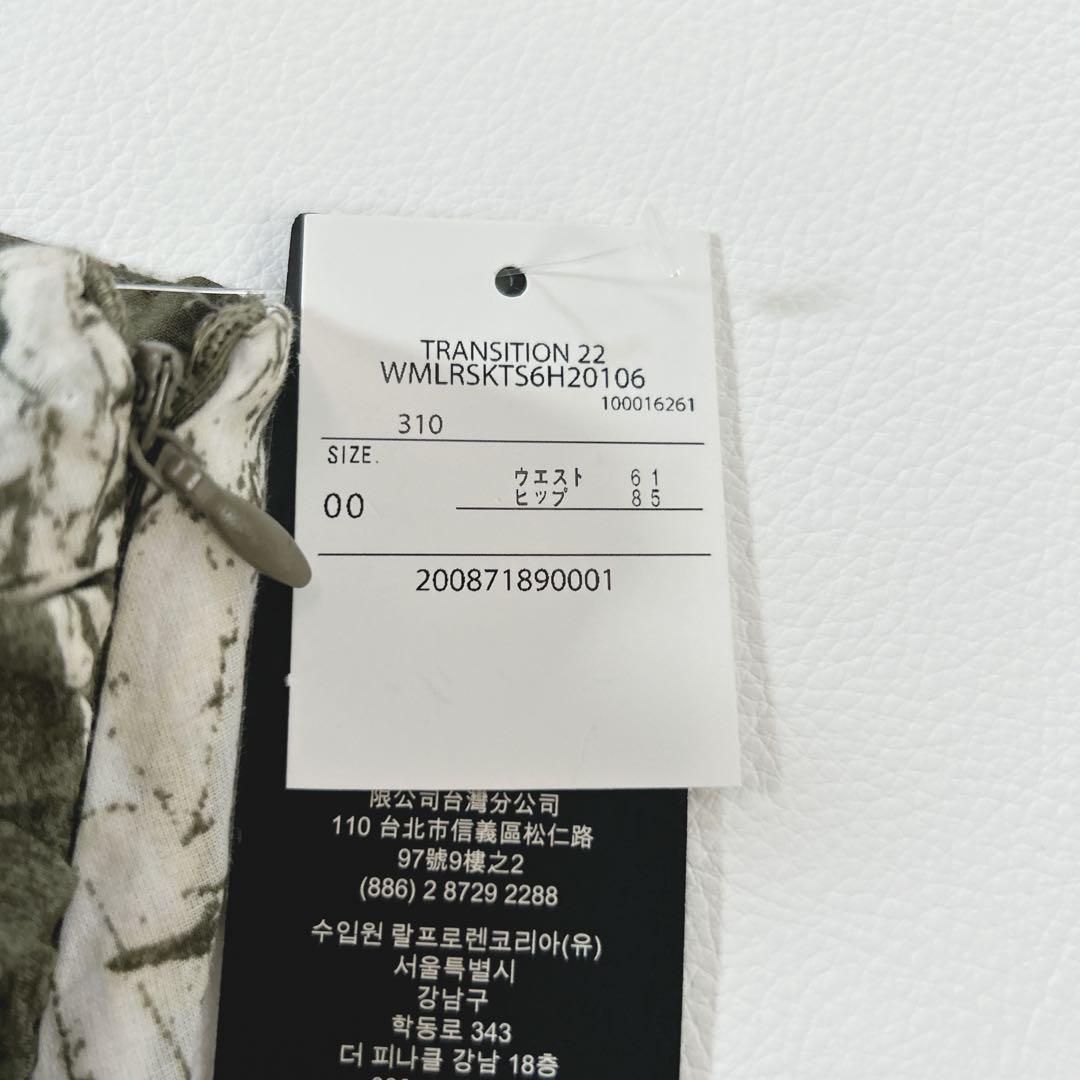 TRANSITION 22
WMLRSKTS6H20106
100016261
310
SIZE.
00
ウエスト 61
ヒップ 85
200871890001
限公司台灣分公司
110 台北市信義區松仁路
97號9樓之2
(886) 2 8729 2288
수입원 랄프로렌코리아(유)
서울특별시
강남구
학동로 343
더 피나클 강남 18층